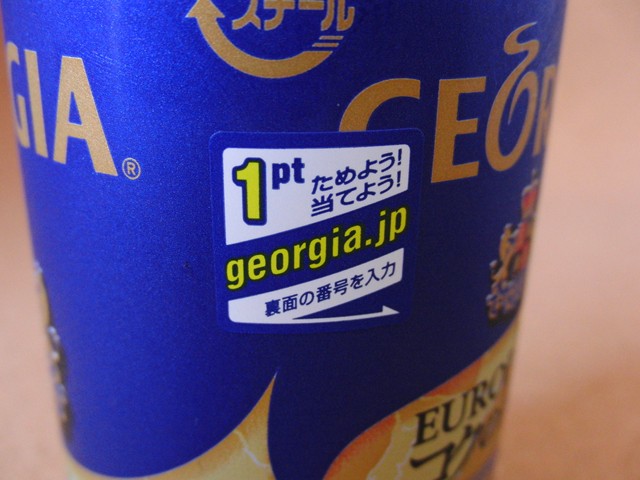 スチール
GIA®
GEOR
1pt ためよう!
当てよう!
georgia.jp
裏面の番号を入力
EURO
コク